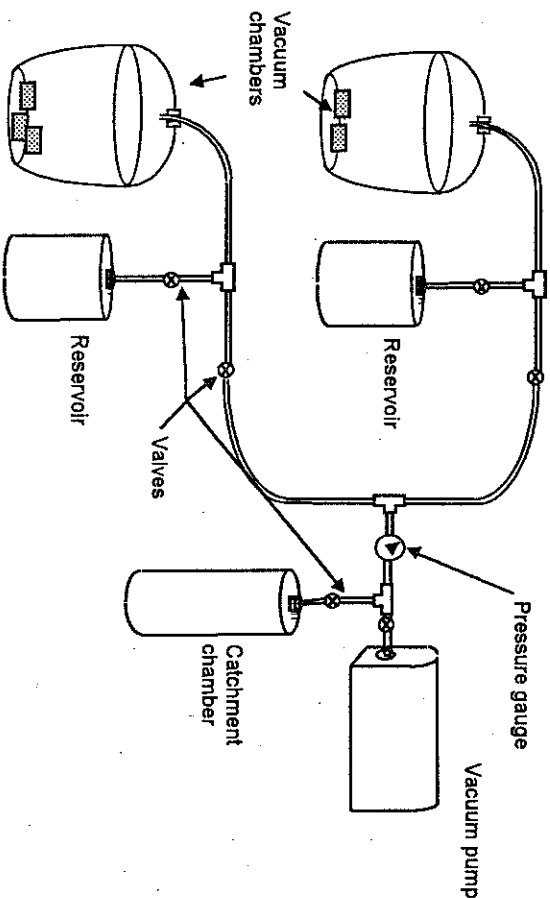 Vacuum
chambers
Reservoir
Reservoir
Valves
Pressure gauge
Catchment
chamber
Vacuum pump